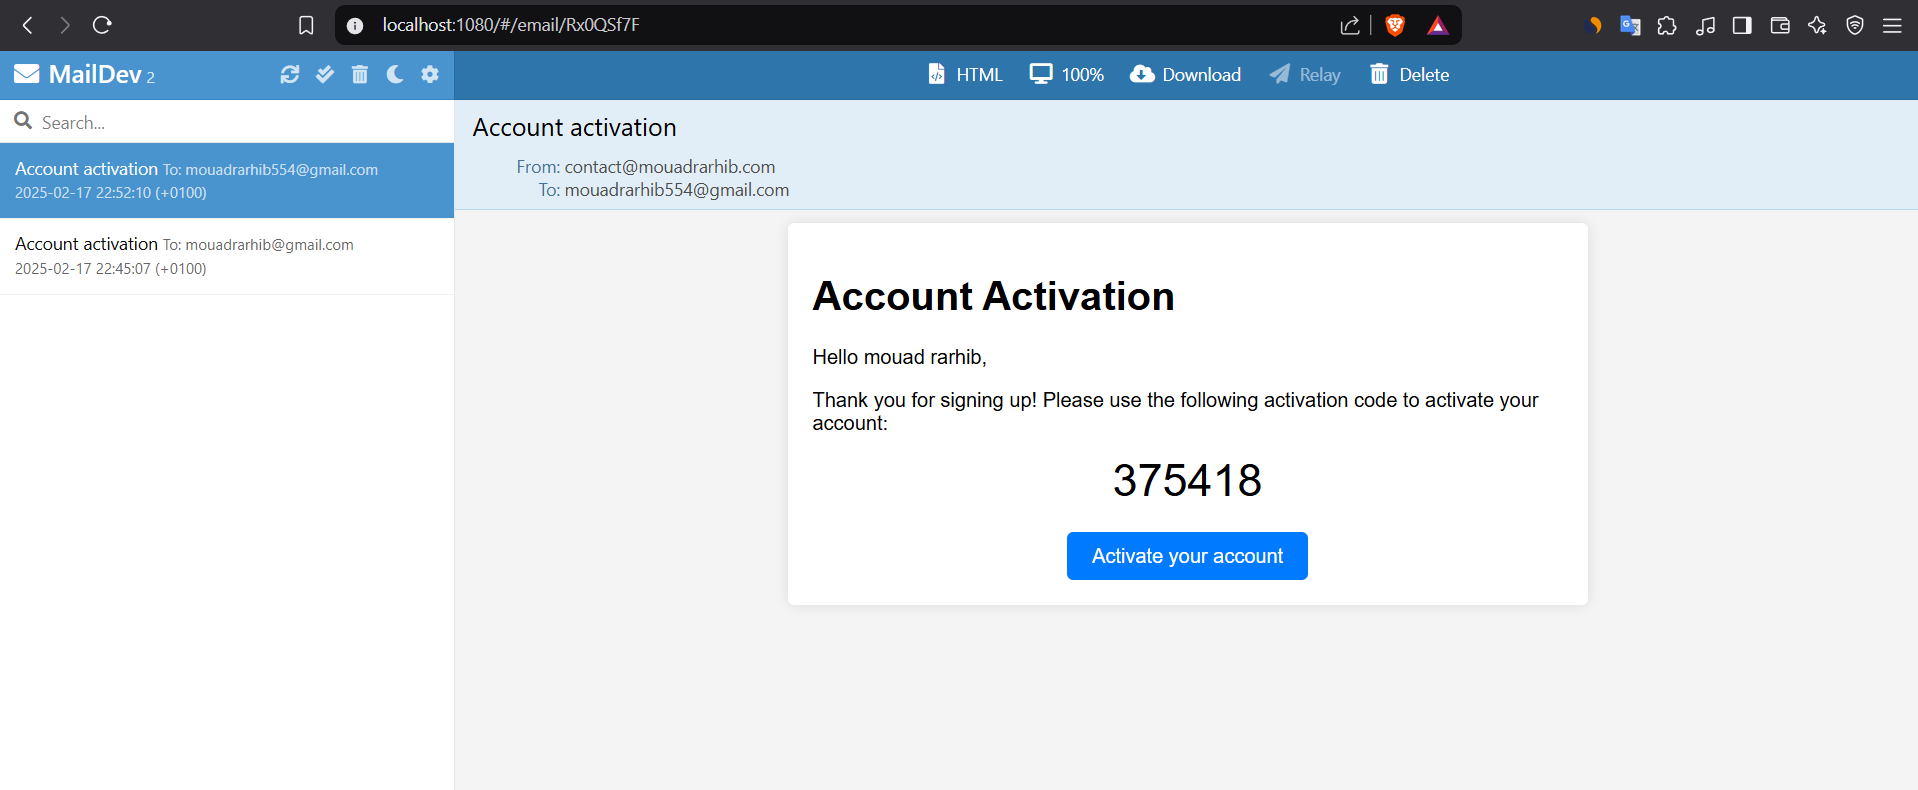 localhost:1080/#/email/Rx0QSf7F
MailDev 2
HTML 100% Download Relay Delete
Search...
Account activation To: mouadrarhib554@gmail.com
2025-02-17 22:52:10 (+0100)
Account activation To: mouadrarhib@gmail.com
2025-02-17 22:45:07 (+0100)
Account activation
From: contact@mouadrarhib.com
To: mouadrarhib554@gmail.com
Account Activation
Hello mouad rarhib,
Thank you for signing up! Please use the following activation code to activate your
account:
375418
Activate your account